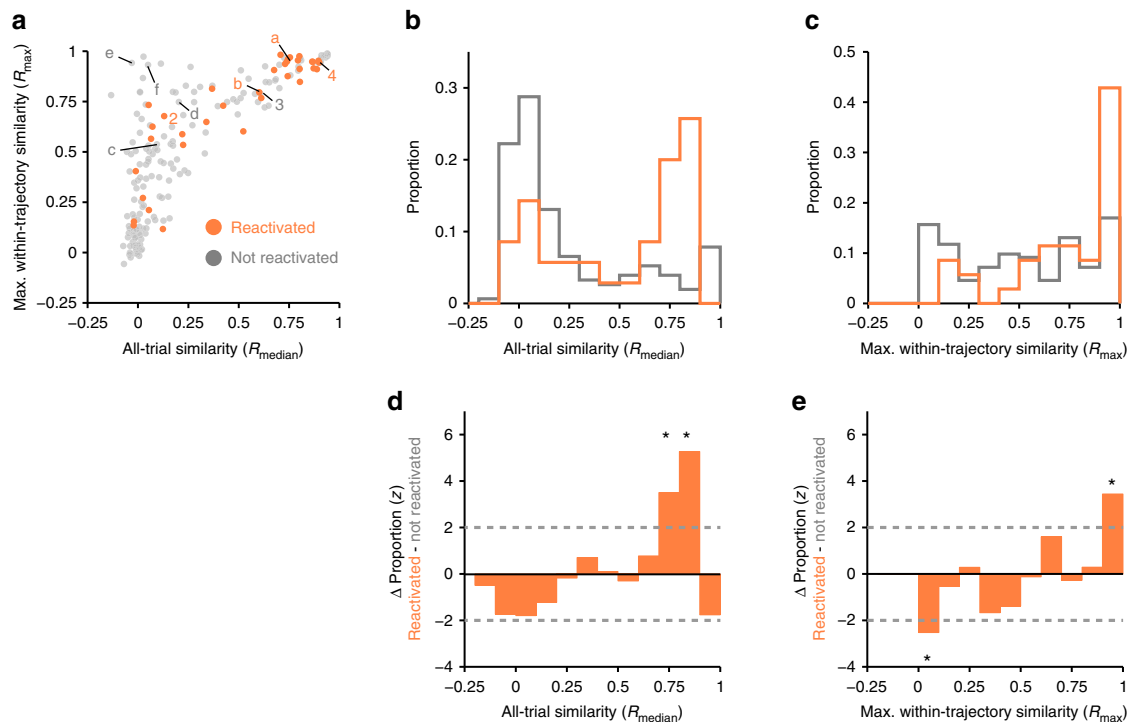 a
Max. within-trajectory similarity (Rmax)
1
0.75
0.5
0.25
0
−0.25
e
f
d
c
2
b
3
a
4
Reactivated
Not reactivated
−0.25 0 0.25 0.5 0.75 1
All-trial similarity (Rmedian)
b
Proportion
0.3
0.2
0.1
0
−0.25 0 0.25 0.5 0.75 1
All-trial similarity (Rmedian)
c
Proportion
0.5
0.4
0.3
0.2
0.1
0
−0.25 0 0.25 0.5 0.75 1
Max. within-trajectory similarity (Rmax)
d
Δ Proportion (z)
Reactivated - not reactivated
6
4
2
0
−2
−4
* *
−0.25 0 0.25 0.5 0.75 1
All-trial similarity (Rmedian)
e
Δ Proportion (z)
Reactivated - not reactivated
6
4
2
0
−2
−4
*
*
−0.25 0 0.25 0.5 0.75 1
Max. within-trajectory similarity (Rmax)